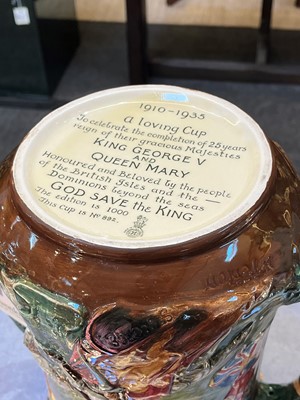 1910-1935
a Loving Cup
To celebrate the completion of 25 years
reign of their gracious Majesties
KING GEORGE V
AND
QUEEN MARY
Honoured and Beloved by the people
of the British Isles and the —
Dominions beyond the seas
GOD SAVE the KING
The edition is 1000
This Cup is No 892.